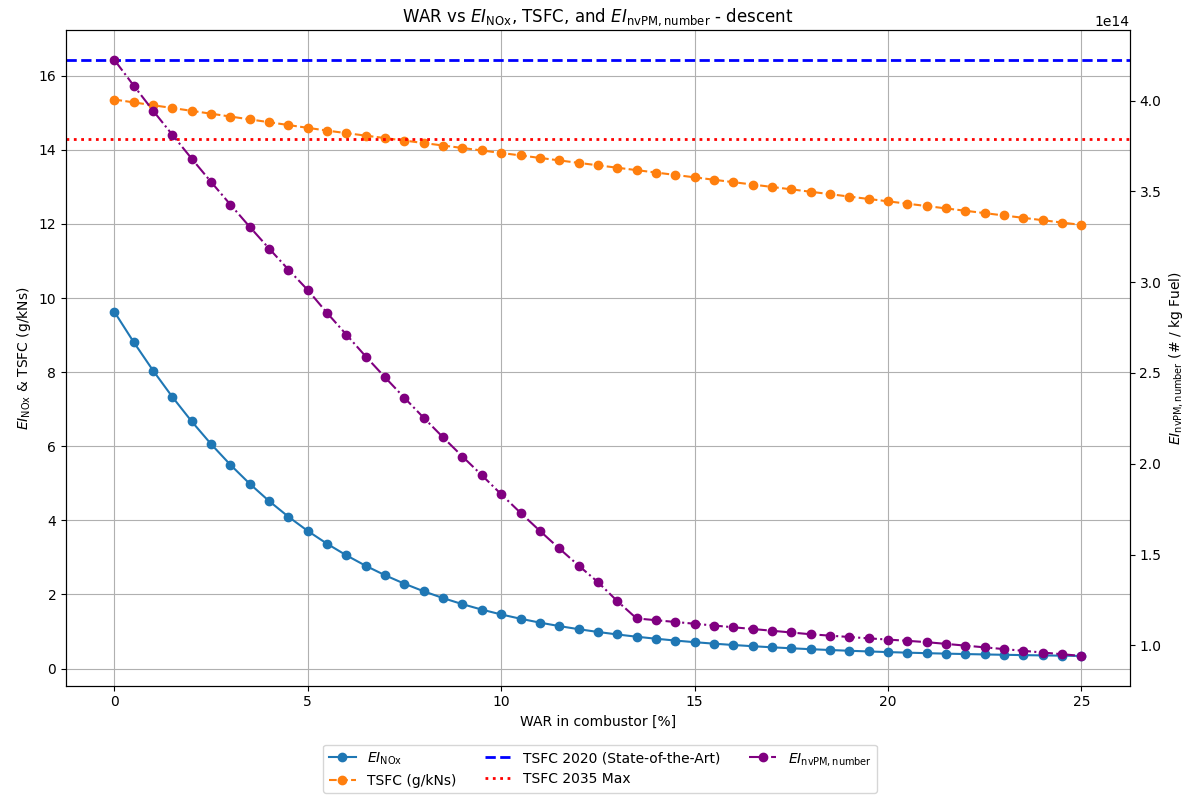 WAR vs EI_NOx, TSFC, and EI_nvPM,number - descent
1e14
16
14
12
10
8
6
4
2
0
EI_NOx & TSFC (g/kNs)
4.0
3.5
3.0
2.5
2.0
1.5
1.0
EI_nvPM,number (# / kg Fuel)
0 5 10 15 20 25
WAR in combustor [%]
EI_NOx
TSFC (g/kNs)
TSFC 2020 (State-of-the-Art)
TSFC 2035 Max
EI_nvPM,number